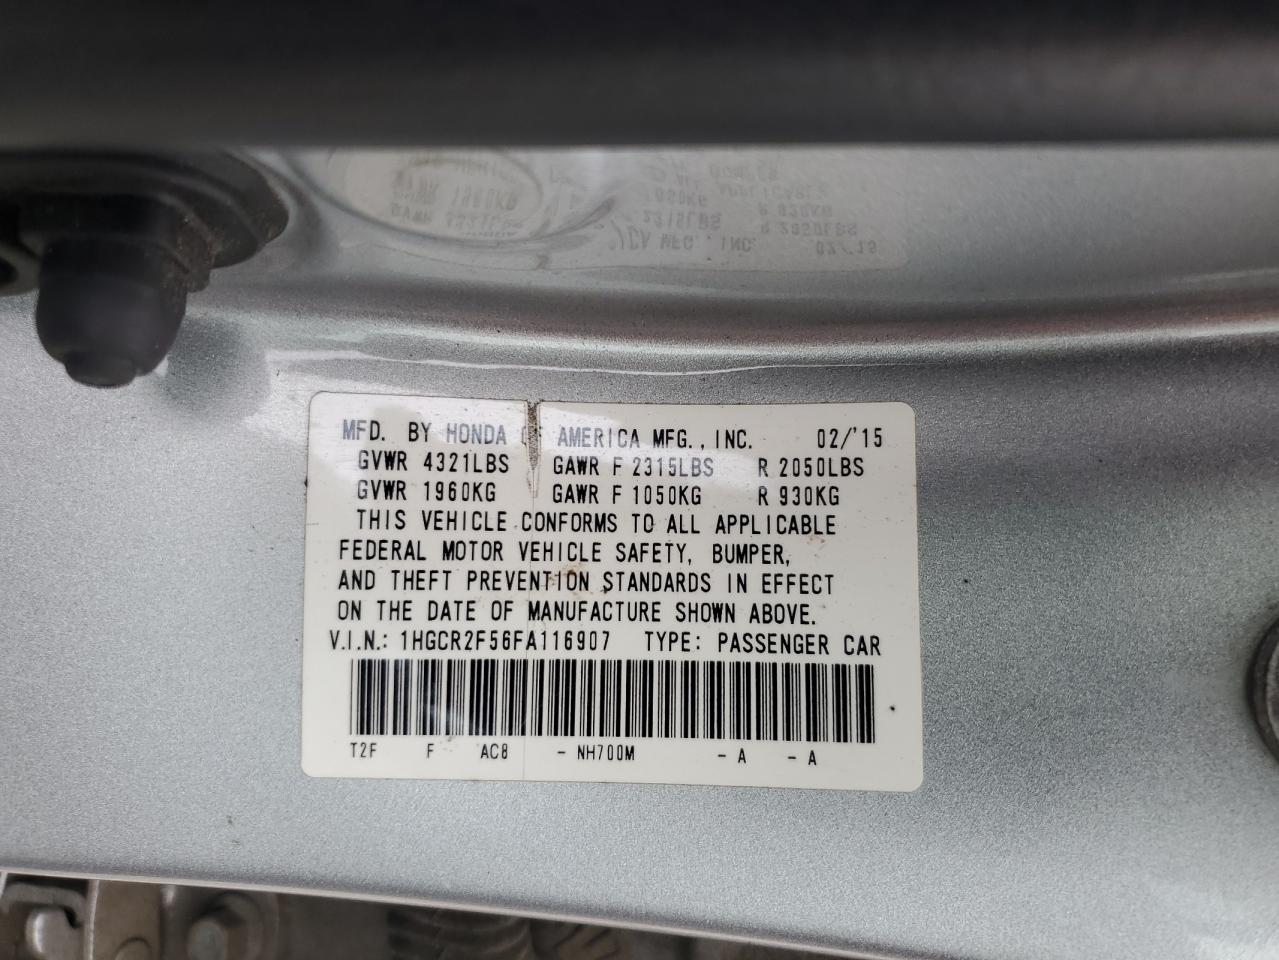 MFD. BY HONDA AMERICA MFG., INC. 02/'15
GVWR 4321LBS GAWR F 2315LBS R 2050LBS
GVWR 1960KG GAWR F 1050KG R 930KG
THIS VEHICLE CONFORMS TO ALL APPLICABLE
FEDERAL MOTOR VEHICLE SAFETY, BUMPER,
AND THEFT PREVENTION STANDARDS IN EFFECT
ON THE DATE OF MANUFACTURE SHOWN ABOVE.
V.I.N.: 1HGCR2F56FA116907 TYPE: PASSENGER CAR
T2F F AC8 - NH700M - A - A